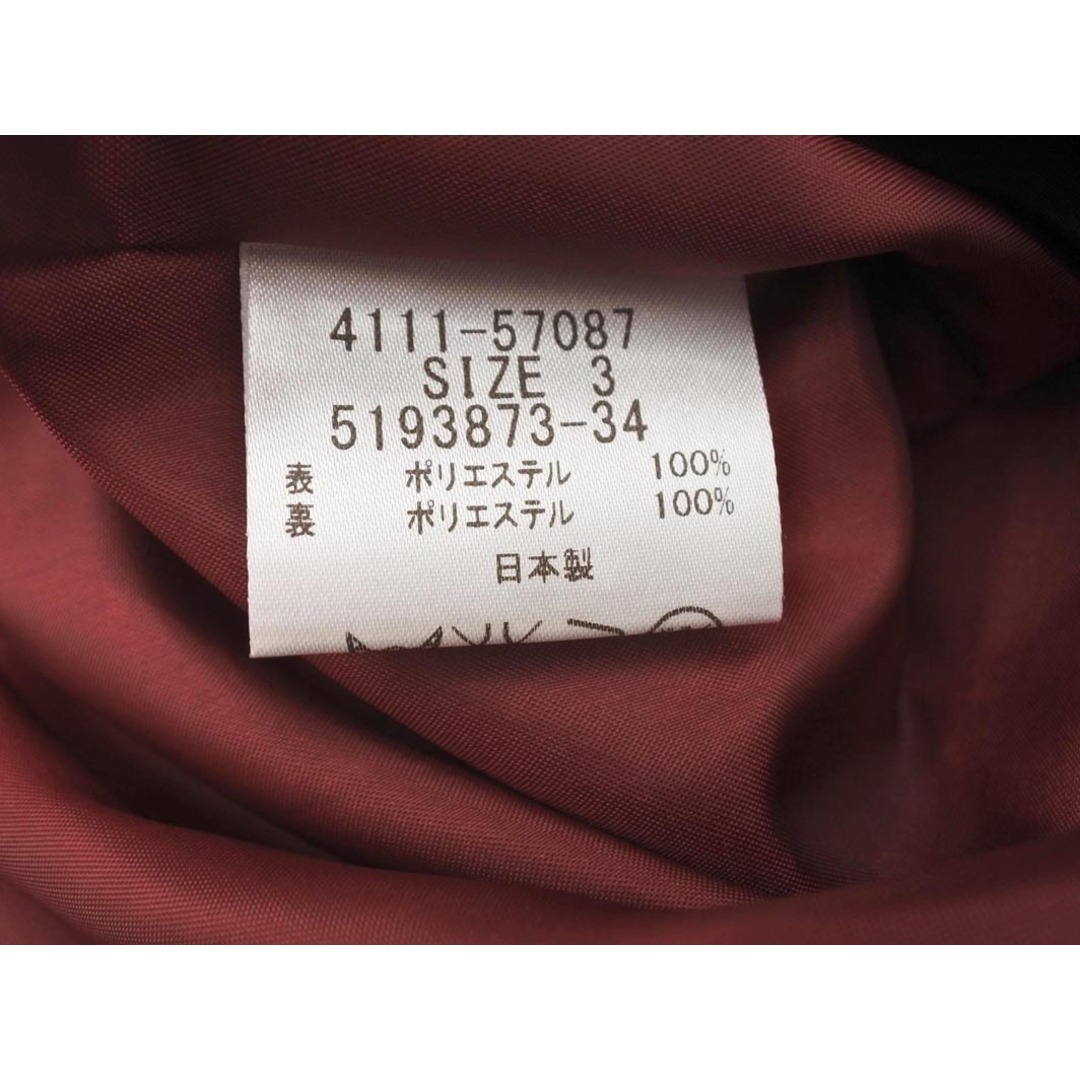 4111-57087
SIZE 3
5193873-34
表 ポリエステル 100%
裏 ポリエステル 100%
日本製